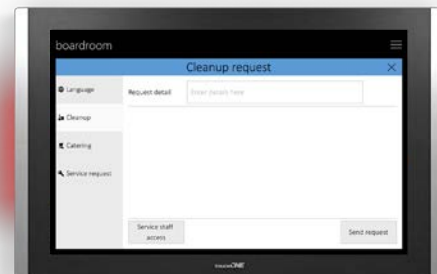 boardroom
Cleanup request
Language
Request detail
Enter details here
Cleanup
Catering
Service request
Service staff
access
Send request